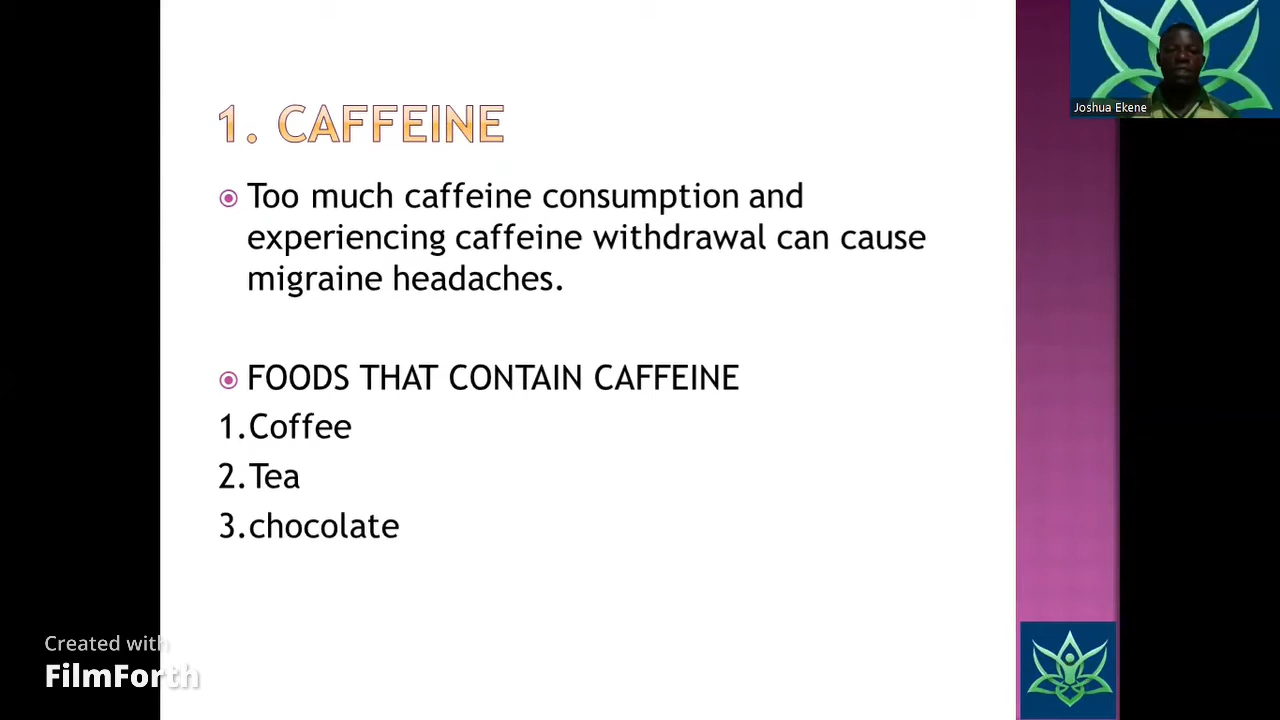 1. CAFFEINE
Too much caffeine consumption and
experiencing caffeine withdrawal can cause
migraine headaches.
FOODS THAT CONTAIN CAFFEINE
1.Coffee
2.Tea
3.chocolate
Joshua Ekene
Created with
FilmForth